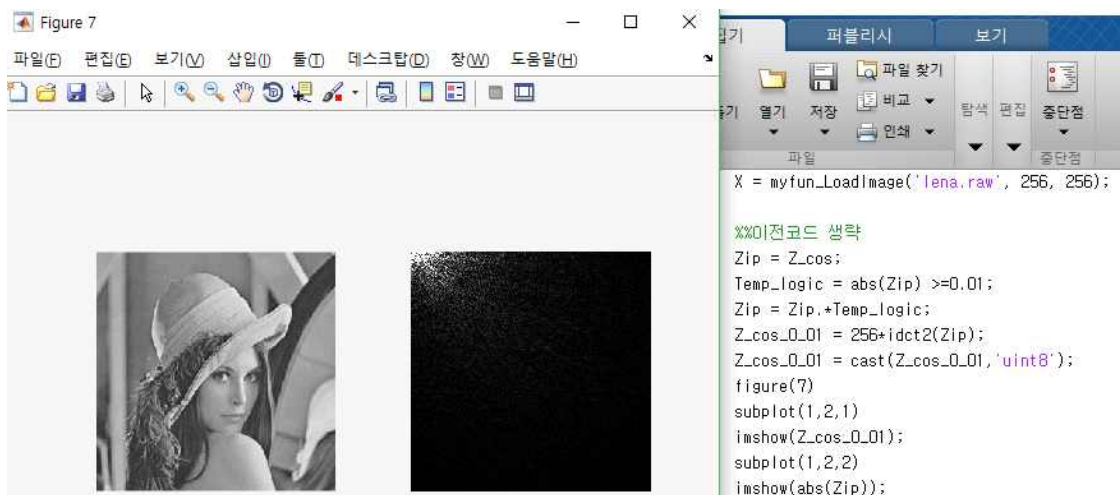 Figure 7
파일(F) 편집(E) 보기(V) 삽입(I) 툴(T) 데스크탑(D) 창(W) 도움말(H)
퍼블리시 보기
열기 저장 파일 찾기 비교 인쇄 탐색 편집 중단점
파일 중단점
X = myfun_LoadImage('lena.raw', 256, 256);
%%이전코드 생략
Zip = Z_cos;
Temp_logic = abs(Zip) >=0.01;
Zip = Zip.*Temp_logic;
Z_cos_0_01 = 256*idct2(Zip);
Z_cos_0_01 = cast(Z_cos_0_01,'uint8');
figure(7)
subplot(1,2,1)
imshow(Z_cos_0_01);
subplot(1,2,2)
imshow(abs(Zip));